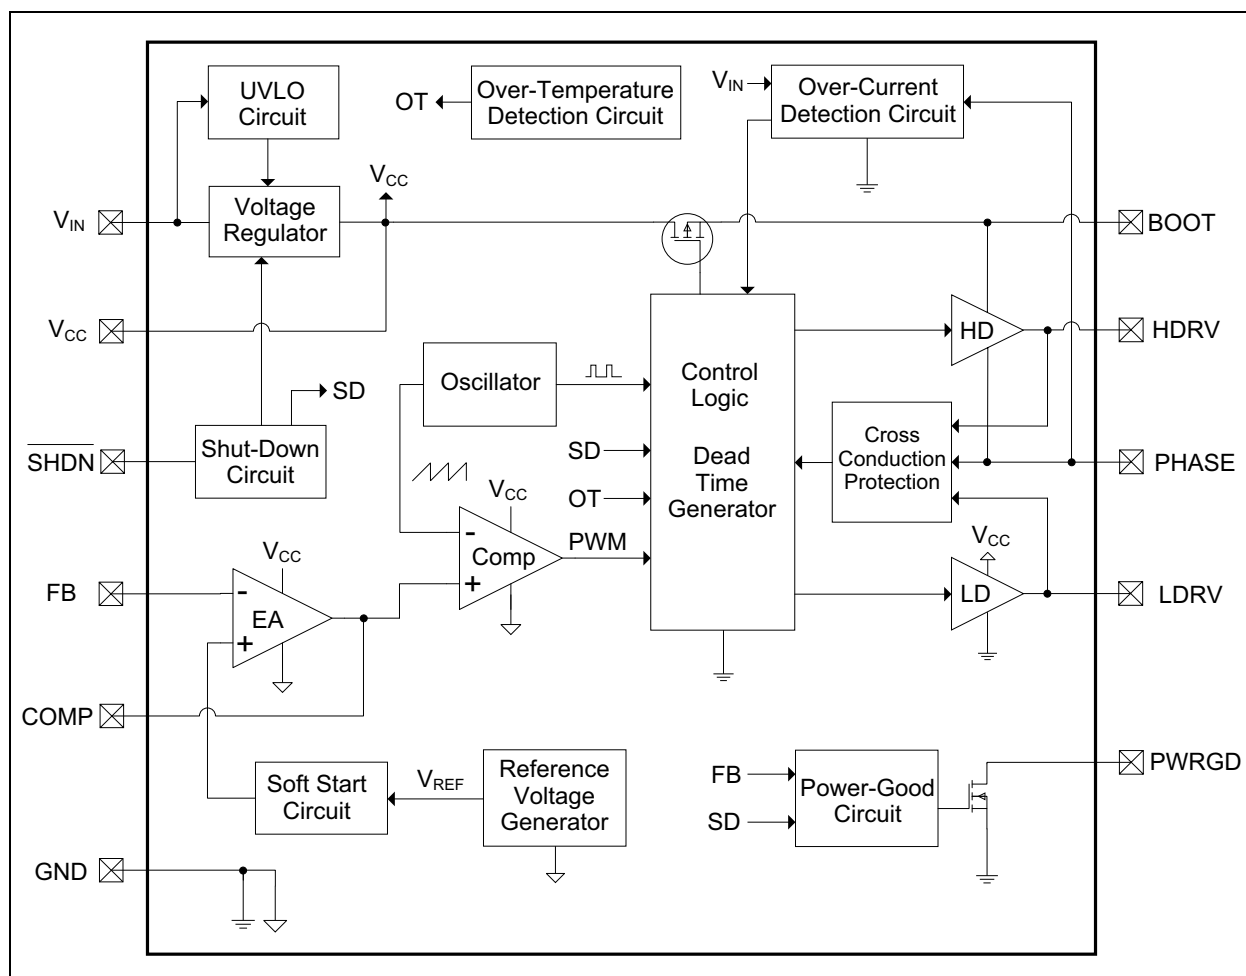 UVLO
Circuit
OT
Over-Temperature
Detection Circuit
VIN
Over-Current
Detection Circuit
VCC
VIN
Voltage
Regulator
BOOT
VCC
HD
HDRV
Oscillator
Control
Logic
SD
Cross
Conduction
Protection
SHDN
Shut-Down
Circuit
SD
Dead
Time
Generator
PHASE
OT
VCC
-
Comp
+
PWM
VCC
FB
-
EA
+
VCC
LD
LDRV
COMP
Soft Start
Circuit
VREF
Reference
Voltage
Generator
FB
SD
Power-Good
Circuit
PWRGD
GND